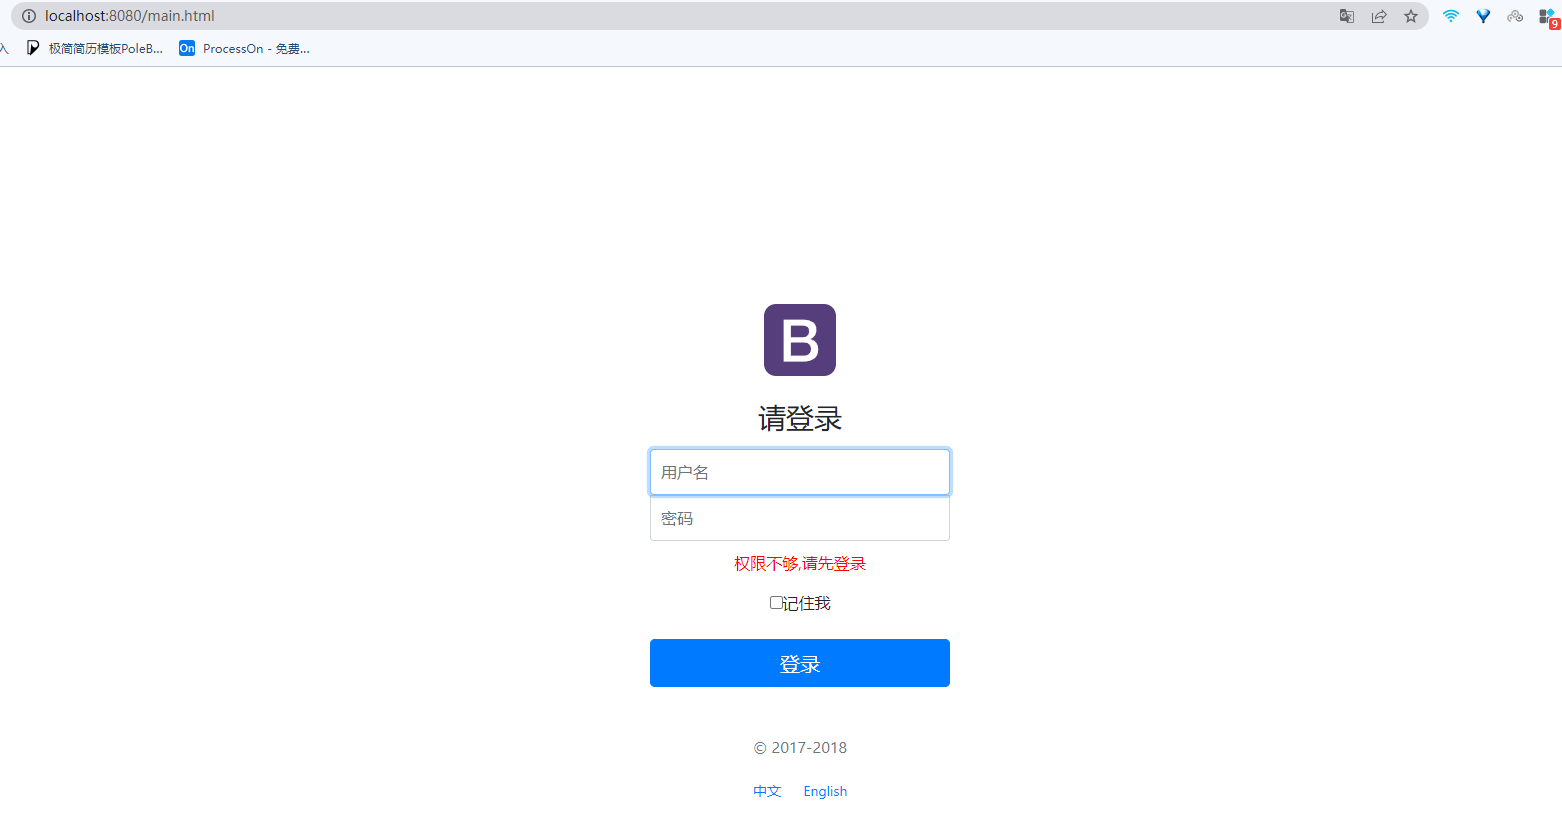 localhost:8080/main.html
9
入 极简简历模板PoleB... On ProcessOn - 免费...
B
请登录
用户名
密码
权限不够,请先登录
记住我
登录
© 2017-2018
中文 English